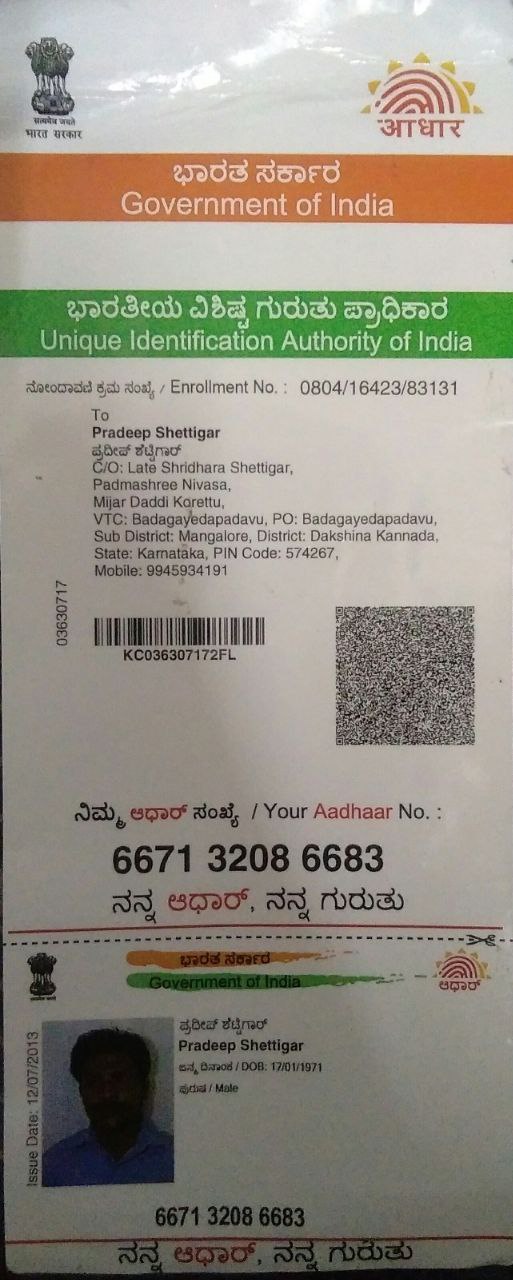 सत्यमेव जयते
भारत सरकार
आधार
ಭಾರತ ಸರ್ಕಾರ
Government of India
ಭಾರತೀಯ ವಿಶಿಷ್ಟ ಗುರುತು ಪ್ರಾಧಿಕಾರ
Unique Identification Authority of India
ನೋಂದಾವಣಿ ಕ್ರಮ ಸಂಖ್ಯೆ / Enrollment No. : 0804/16423/83131
To
Pradeep Shettigar
ಪ್ರದೀಪ್ ಶೆಟ್ಟಿಗಾರ್
C/O: Late Shridhara Shettigar,
Padmashree Nivasa,
Mijar Daddi Korettu,
VTC: Badagayedapadavu, PO: Badagayedapadavu,
Sub District: Mangalore, District: Dakshina Kannada,
State: Karnataka, PIN Code: 574267,
Mobile: 9945934191
03630717
KC036307172FL
ನಿಮ್ಮ ಆಧಾರ್ ಸಂಖ್ಯೆ / Your Aadhaar No. :
6671 3208 6683
ನನ್ನ ಆಧಾರ್, ನನ್ನ ಗುರುತು
ಭಾರತ ಸರ್ಕಾರ
Government of India
ಆಧಾರ್
Issue Date: 12/07/2013
ಪ್ರದೀಪ್ ಶೆಟ್ಟಿಗಾರ್
Pradeep Shettigar
ಜನ್ಮ ದಿನಾಂಕ / DOB: 17/01/1971
ಪುರುಷ / Male
6671 3208 6683
ನನ್ನ ಆಧಾರ್, ನನ್ನ ಗುರುತು